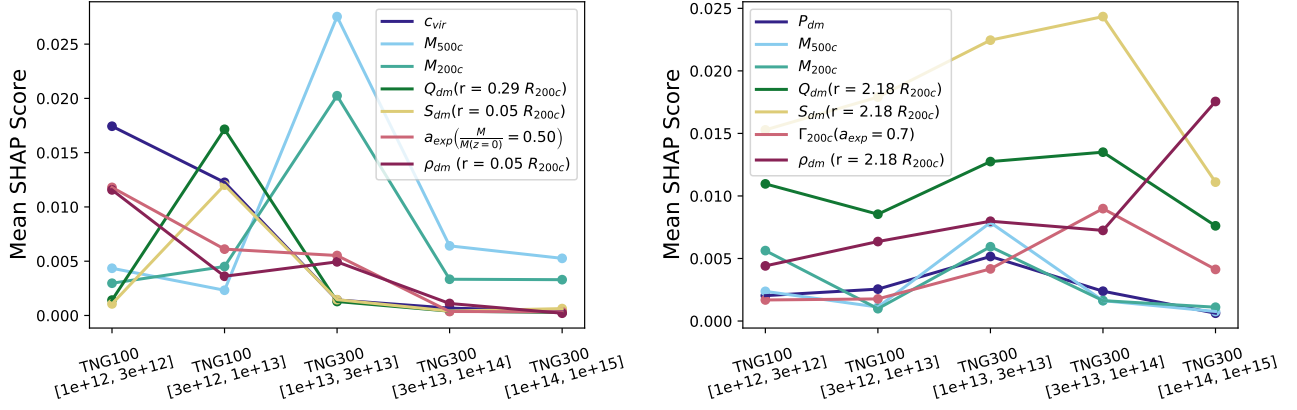 Mean SHAP Score
0.025
0.020
0.015
0.010
0.005
0.000
c_vir
M_500c
M_200c
Q_dm(r = 0.29 R_200c)
S_dm(r = 0.05 R_200c)
a_exp(M/M(z=0) = 0.50)
ρ_dm (r = 0.05 R_200c)
TNG100
[1e+12, 3e+12]
TNG100
[3e+12, 1e+13]
TNG300
[1e+13, 3e+13]
TNG300
[3e+13, 1e+14]
TNG300
[1e+14, 1e+15]
Mean SHAP Score
0.025
0.020
0.015
0.010
0.005
0.000
P_dm
M_500c
M_200c
Q_dm(r = 2.18 R_200c)
S_dm(r = 2.18 R_200c)
Γ_200c(a_exp = 0.7)
ρ_dm (r = 2.18 R_200c)
TNG100
[1e+12, 3e+12]
TNG100
[3e+12, 1e+13]
TNG300
[1e+13, 3e+13]
TNG300
[3e+13, 1e+14]
TNG300
[1e+14, 1e+15]